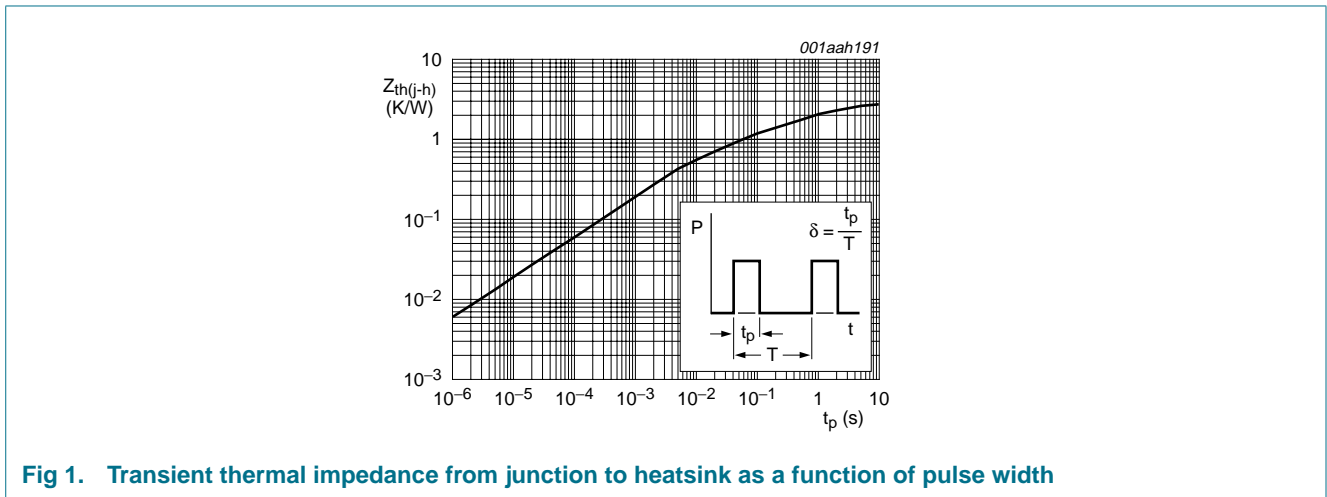 001aah191
10
Zth(j-h)
(K/W)
1
10−1
10−2
10−3
P
δ = tp
T
tp
T
t
10−6
10−5
10−4
10−3
10−2
10−1
1
10
tp (s)
Fig 1. Transient thermal impedance from junction to heatsink as a function of pulse width